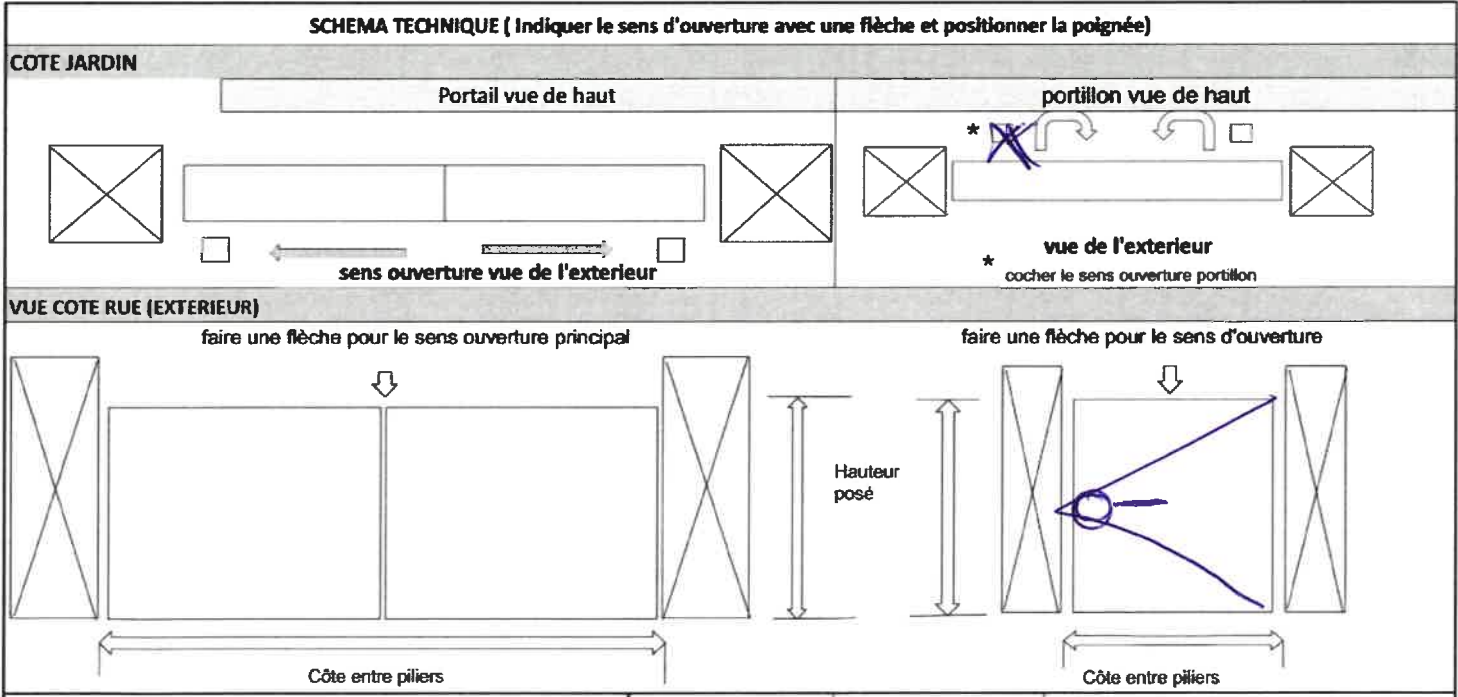 SCHEMA TECHNIQUE ( Indiquer le sens d'ouverture avec une flèche et positionner la poignée)
COTE JARDIN
Portail vue de haut
portillon vue de haut
*
sens ouverture vue de l'exterieur
vue de l'exterieur
* cocher le sens ouverture portillon
VUE COTE RUE (EXTERIEUR)
faire une flèche pour le sens ouverture principal
faire une flèche pour le sens d'ouverture
Hauteur
posé
Côte entre piliers
Côte entre piliers